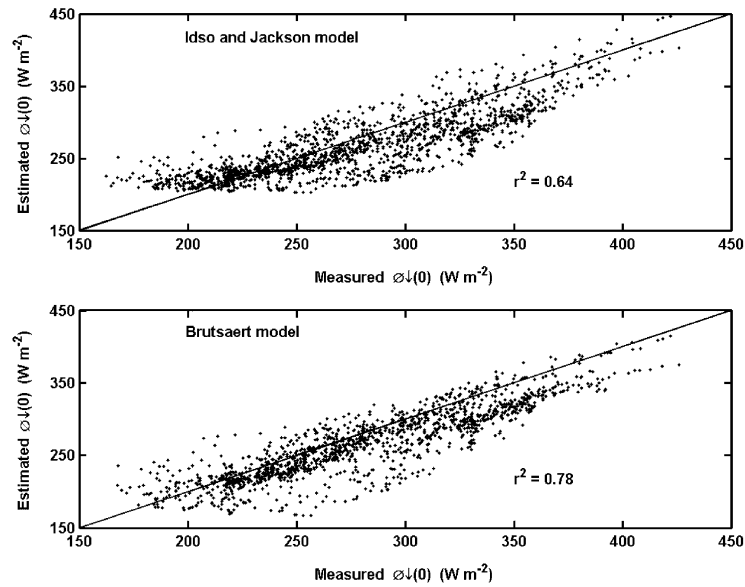 450
350
250
150
Estimated ∅↓(0) (W m⁻²)
Idso and Jackson model
r² = 0.64
150 200 250 300 350 400 450
Measured ∅↓(0) (W m⁻²)
450
350
250
150
Estimated ∅↓(0) (W m⁻²)
Brutsaert model
r² = 0.78
150 200 250 300 350 400 450
Measured ∅↓(0) (W m⁻²)